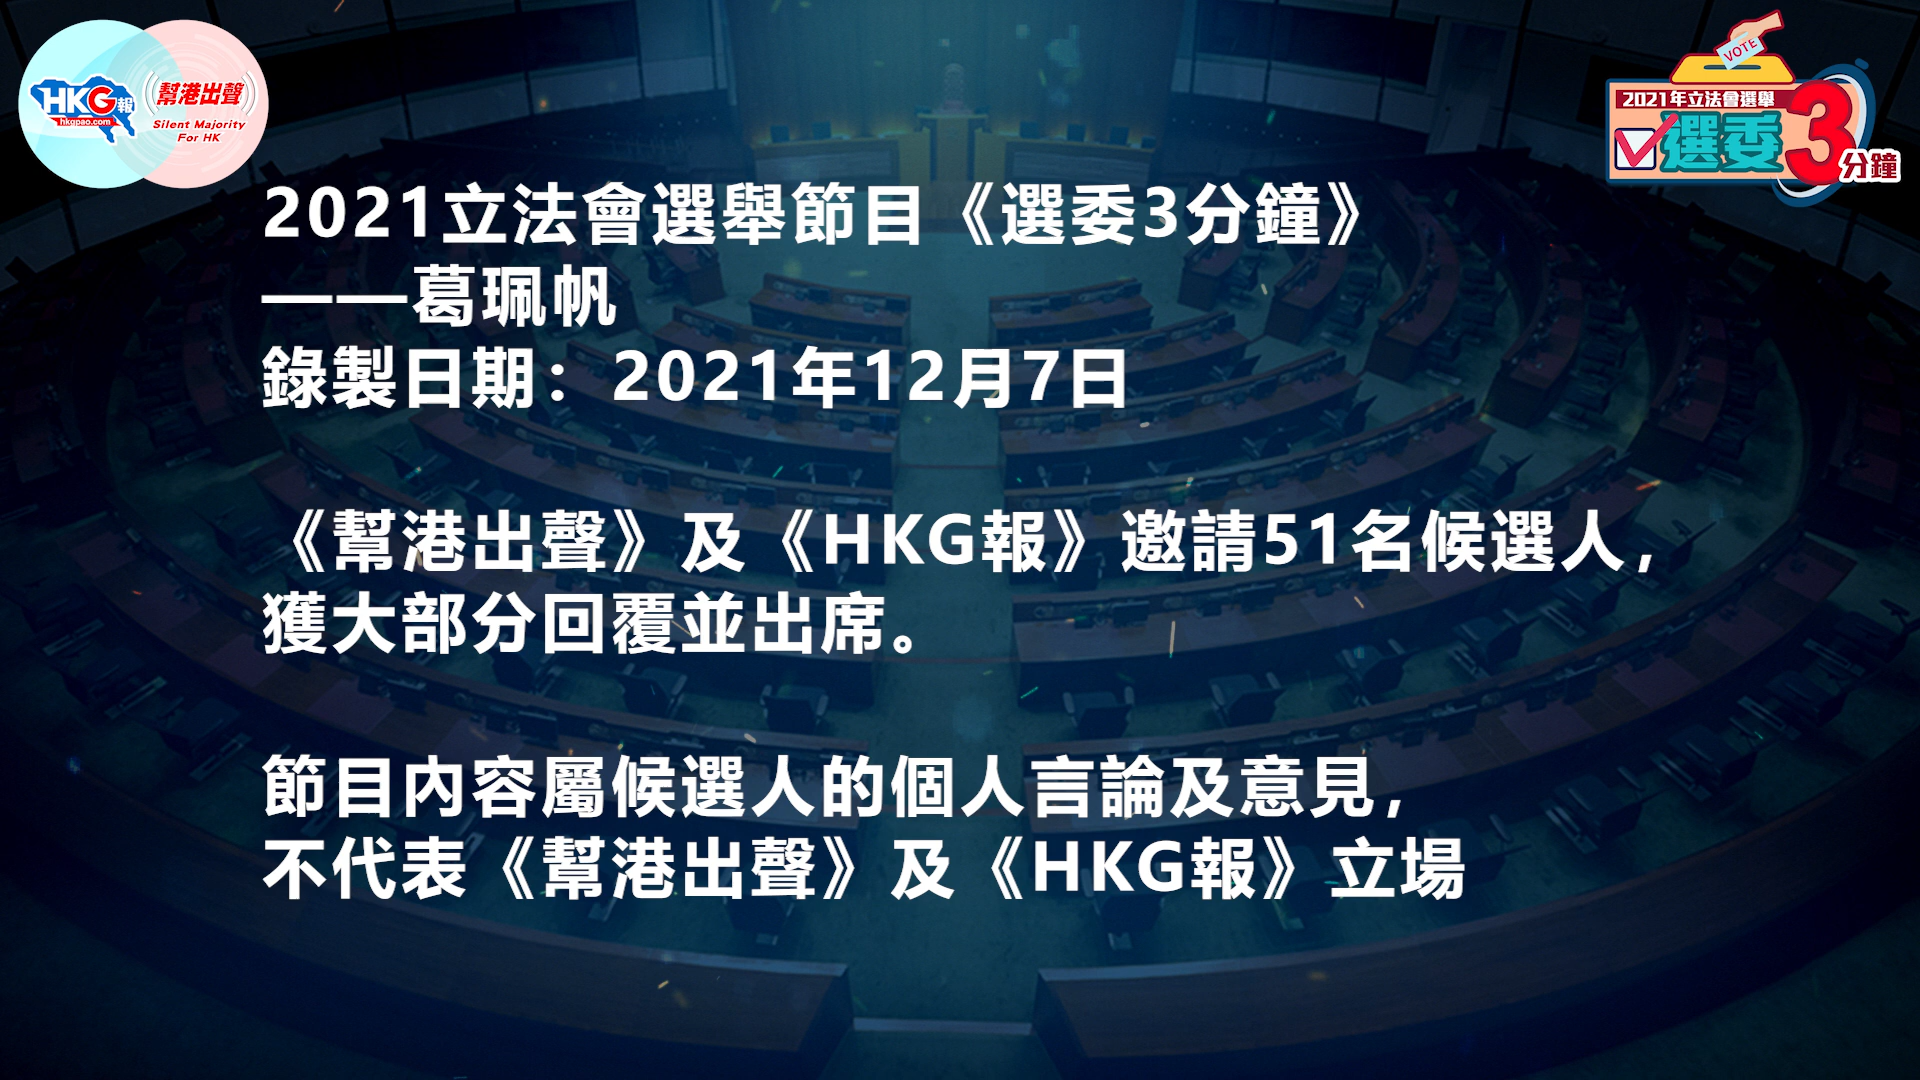 HKG報
hkgpao.com
幫港出聲
Silent Majority
For HK
VOTE
2021年立法會選舉
選委3分鐘
2021立法會選舉節目《選委3分鐘》
——葛珮帆
錄製日期：2021年12月7日
《幫港出聲》及《HKG報》邀請51名候選人，
獲大部分回覆並出席。
節目內容屬候選人的個人言論及意見，
不代表《幫港出聲》及《HKG報》立場